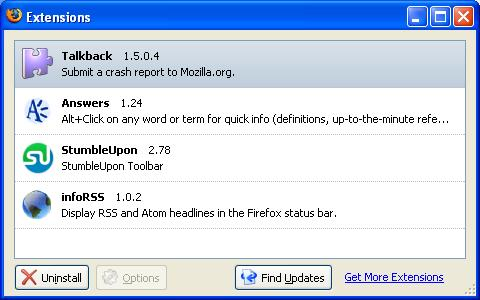 Extensions
Talkback 1.5.0.4
Submit a crash report to Mozilla.org.
Answers 1.24
Alt+Click on any word or term for quick info (definitions, up-to-the-minute refe...
StumbleUpon 2.78
StumbleUpon Toolbar
infoRSS 1.0.2
Display RSS and Atom headlines in the Firefox status bar.
Uninstall Options Find Updates Get More Extensions